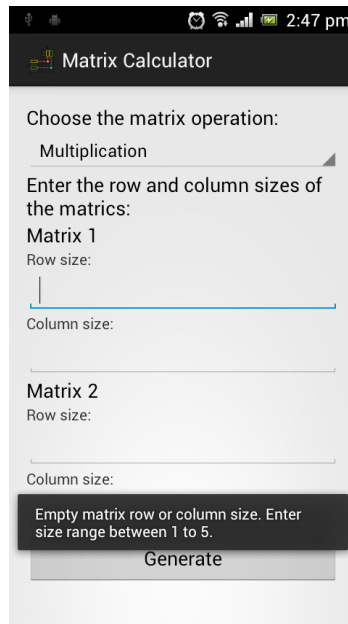 2:47 pm
Matrix Calculator
Choose the matrix operation:
Multiplication
Enter the row and column sizes of
the matrics:
Matrix 1
Row size:
Column size:
Matrix 2
Row size:
Column size:
Empty matrix row or column size. Enter
size range between 1 to 5.
Generate